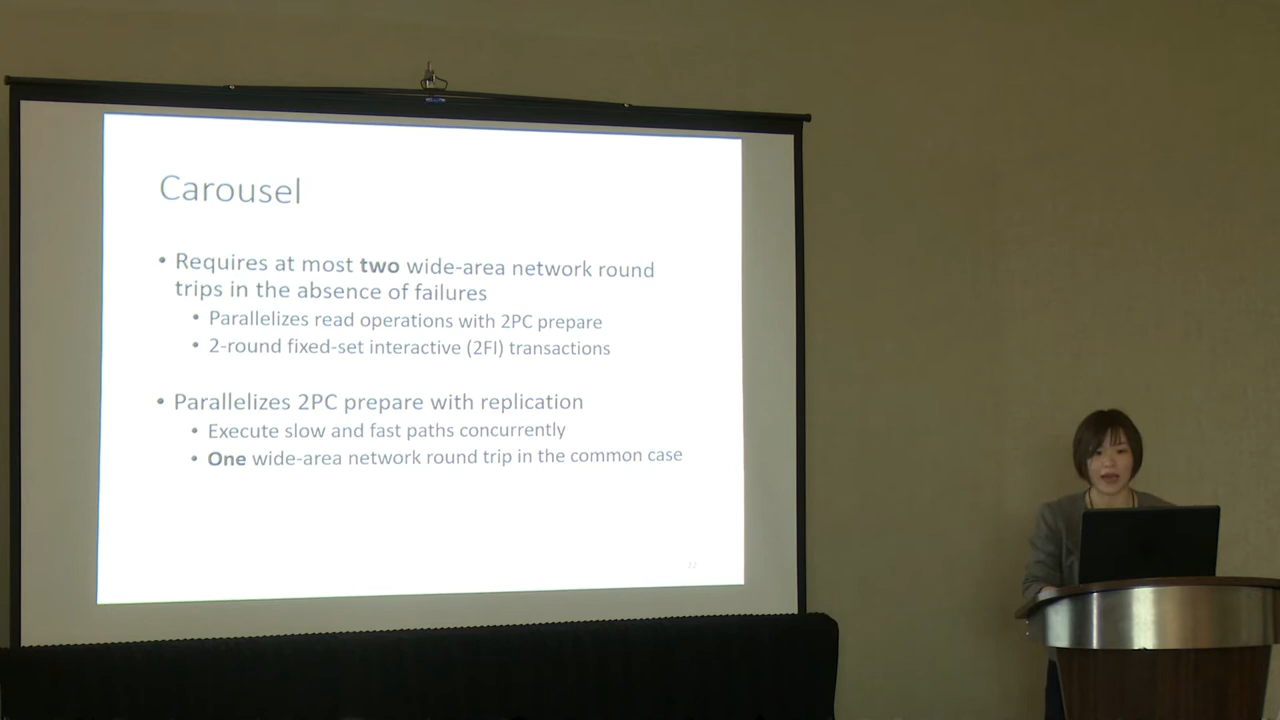 Carousel
• Requires at most two wide-area network round
trips in the absence of failures
• Parallelizes read operations with 2PC prepare
• 2-round fixed-set interactive (2FI) transactions
• Parallelizes 2PC prepare with replication
• Execute slow and fast paths concurrently
• One wide-area network round trip in the common case